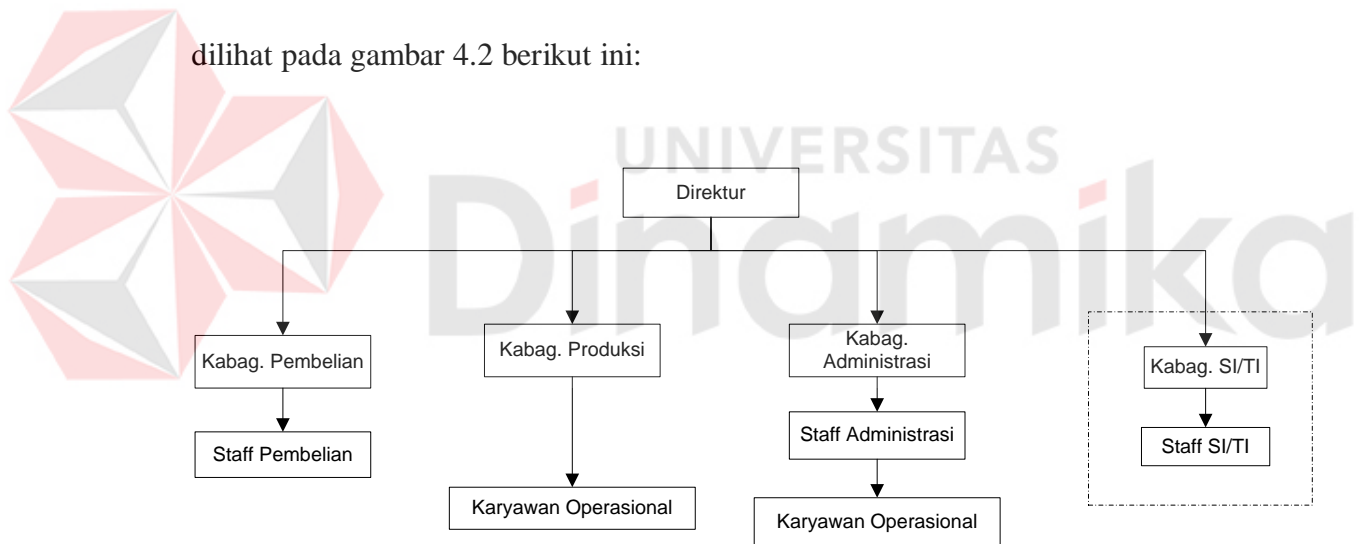 dilihat pada gambar 4.2 berikut ini:
UNIVERSITAS
Dinamika
Direktur
Kabag. Pembelian
Kabag. Produksi
Kabag.
Administrasi
Kabag. SI/TI
Staff Pembelian
Staff Administrasi
Staff SI/TI
Karyawan Operasional
Karyawan Operasional